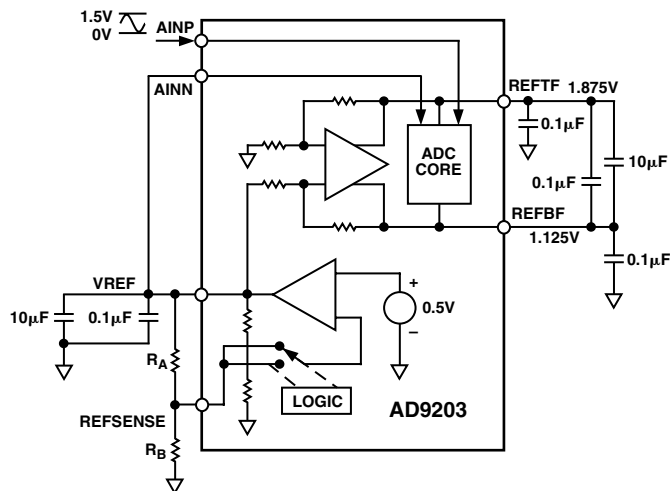 1.5V
0V
AINP
AINN
REFTF
1.875V
0.1µF
10µF
0.1µF
ADC
CORE
REFBF
1.125V
0.1µF
VREF
10µF
0.1µF
+
0.5V
–
RA
LOGIC
AD9203
REFSENSE
RB